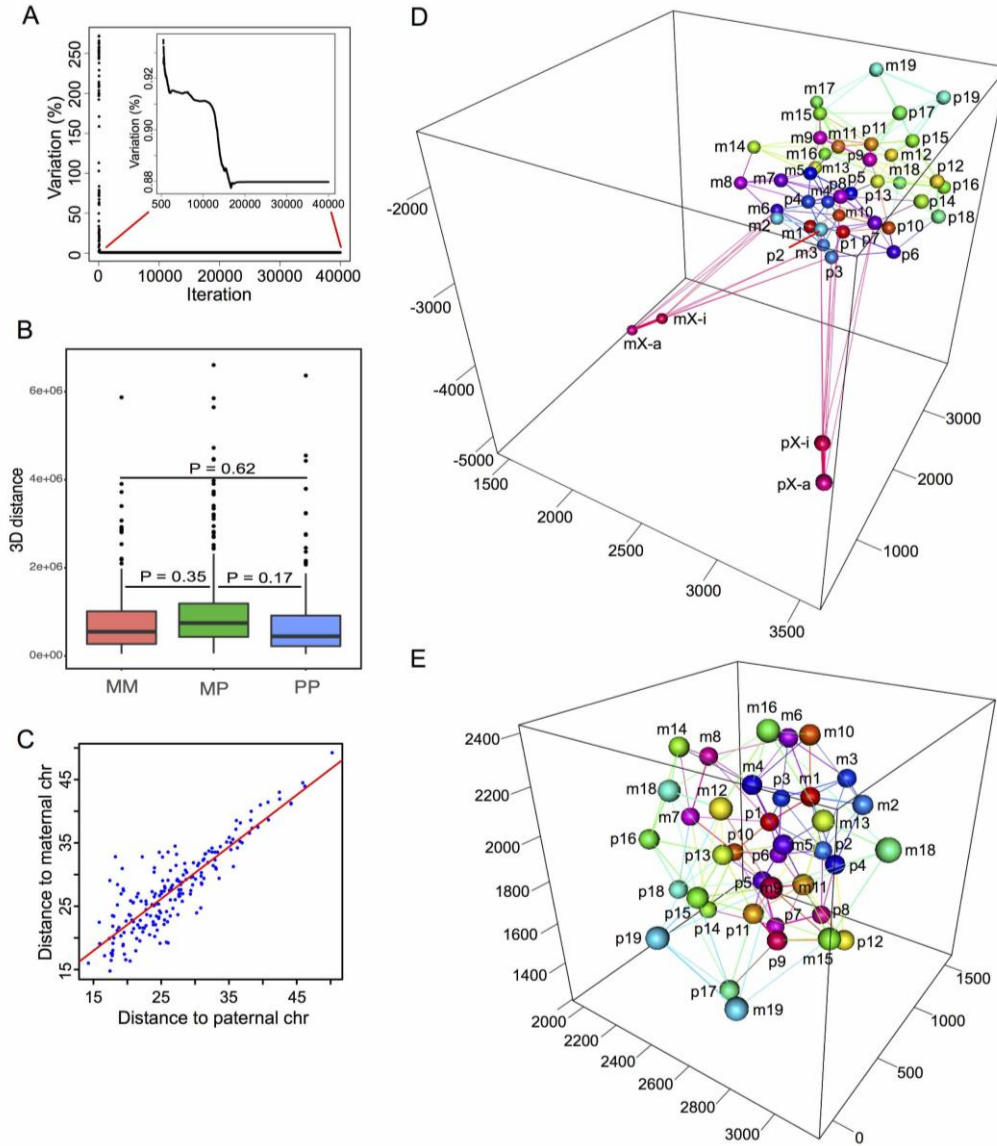 A
Variation (%)
250
200
150
100
50
0
Variation (%)
0.92
0.90
0.88
500
10000
20000
30000
40000
0
10000
20000
30000
40000
Iteration
B
3D distance
6e+06
4e+06
2e+06
0e+00
P = 0.62
P = 0.35
P = 0.17
MM
MP
PP
C
Distance to maternal chr
45
35
25
15
15
25
35
45
Distance to paternal chr
D
m19
p19
m17
m15
p17
m9
m11
p11
p15
m14
m16
p9
m12
p12
m5
m13
p5
m18
p16
m8
m7
p8
p13
p14
p4
m4
p18
m6
m10
p10
m2
m1
p1
p7
p2
m3
p6
p3
mX-i
mX-a
pX-i
pX-a
-2000
-3000
-4000
-5000
1500
2000
2500
3000
3500
3000
2000
1000
E
m16
m6
m10
m14
m8
m3
m4
p3
m1
m2
m18
m12
m13
m7
p1
p2
m18
p16
p10
m5
p4
p13
p6
p5
m9
m11
p18
p8
p15
p14
p11
p7
p19
p9
m15
p12
p17
m19
2400
2200
2000
1800
1600
1400
2000
2200
2400
2600
2800
3000
1500
1000
500
0